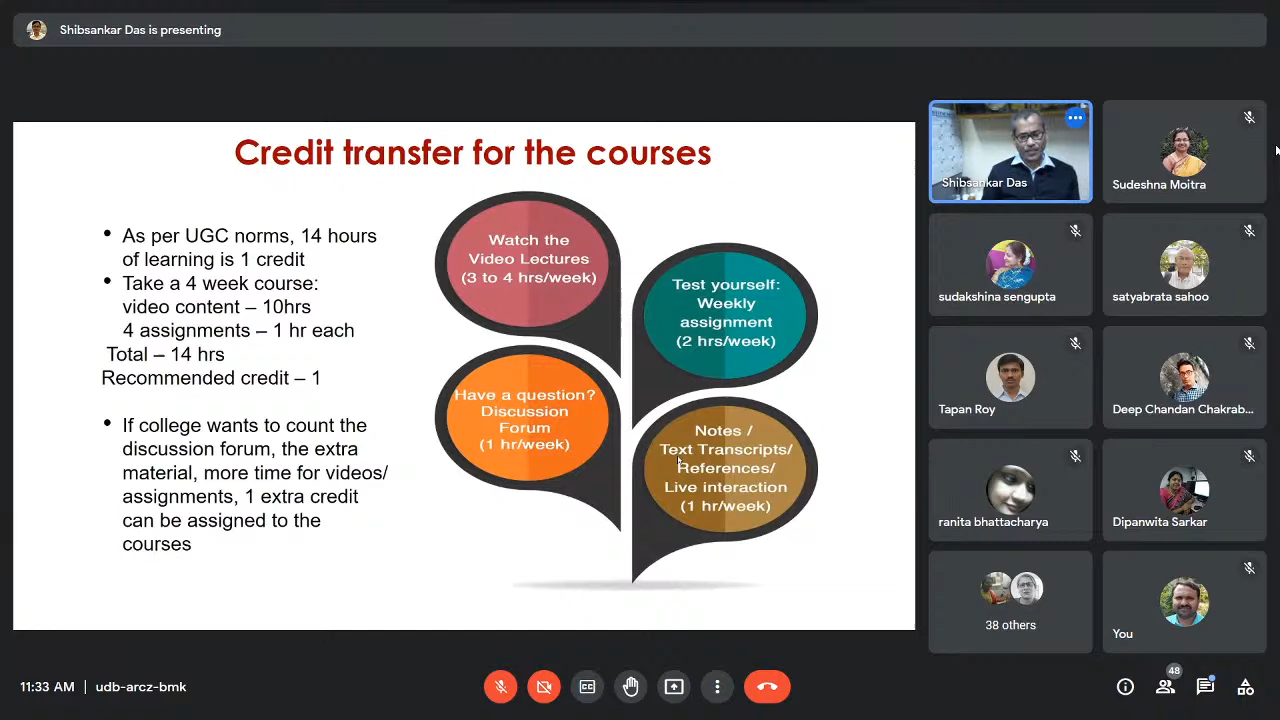 Shibsankar Das is presenting
Credit transfer for the courses
• As per UGC norms, 14 hours
of learning is 1 credit
• Take a 4 week course:
video content – 10hrs
4 assignments – 1 hr each
Total – 14 hrs
Recommended credit – 1
• If college wants to count the
discussion forum, the extra
material, more time for videos/
assignments, 1 extra credit
can be assigned to the
courses
Watch the
Video Lectures
(3 to 4 hrs/week)
Test yourself:
Weekly
assignment
(2 hrs/week)
Have a question?
Discussion
Forum
(1 hr/week)
Notes /
Text Transcripts/
References/
Live interaction
(1 hr/week)
Shibsankar Das
Sudeshna Moitra
sudakshina sengupta
satyabrata sahoo
Tapan Roy
Deep Chandan Chakrab...
ranita bhattacharya
Dipanwita Sarkar
38 others
You
11:33 AM | udb-arcz-bmk
CC
48